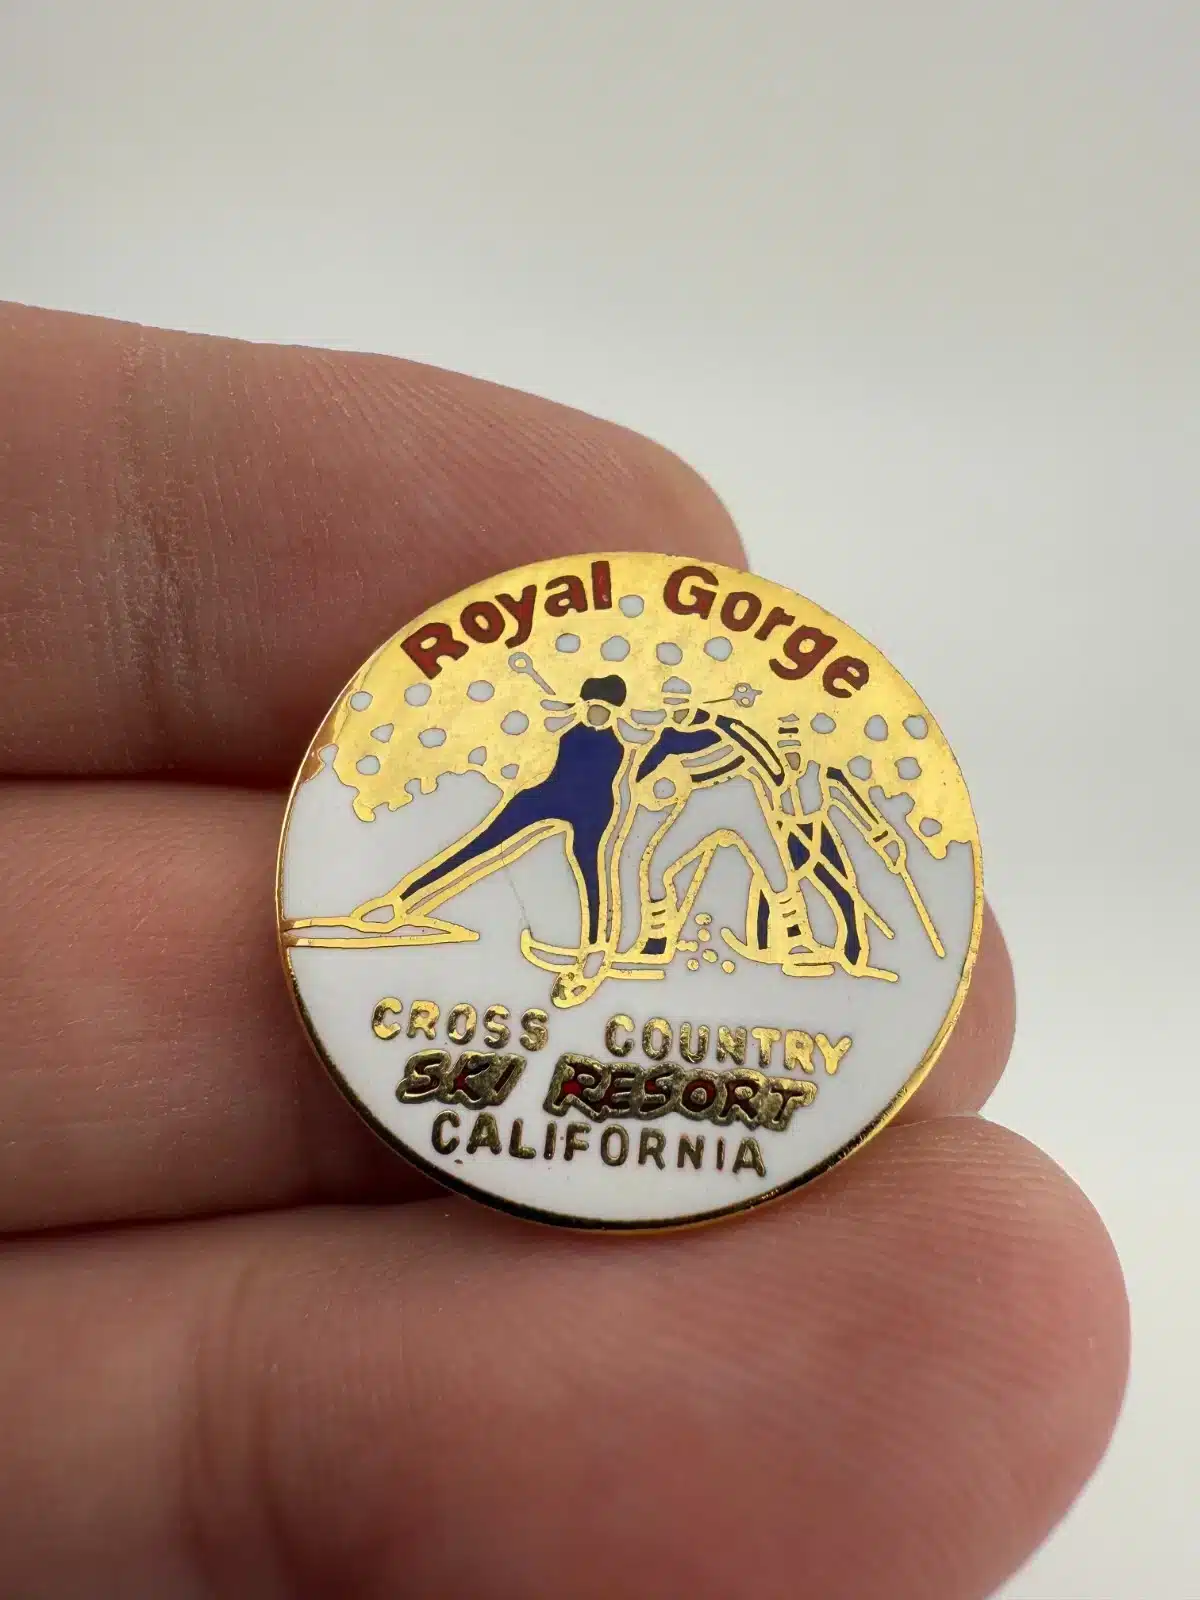 Royal Gorge
CROSS COUNTRY
SKI RESORT
CALIFORNIA